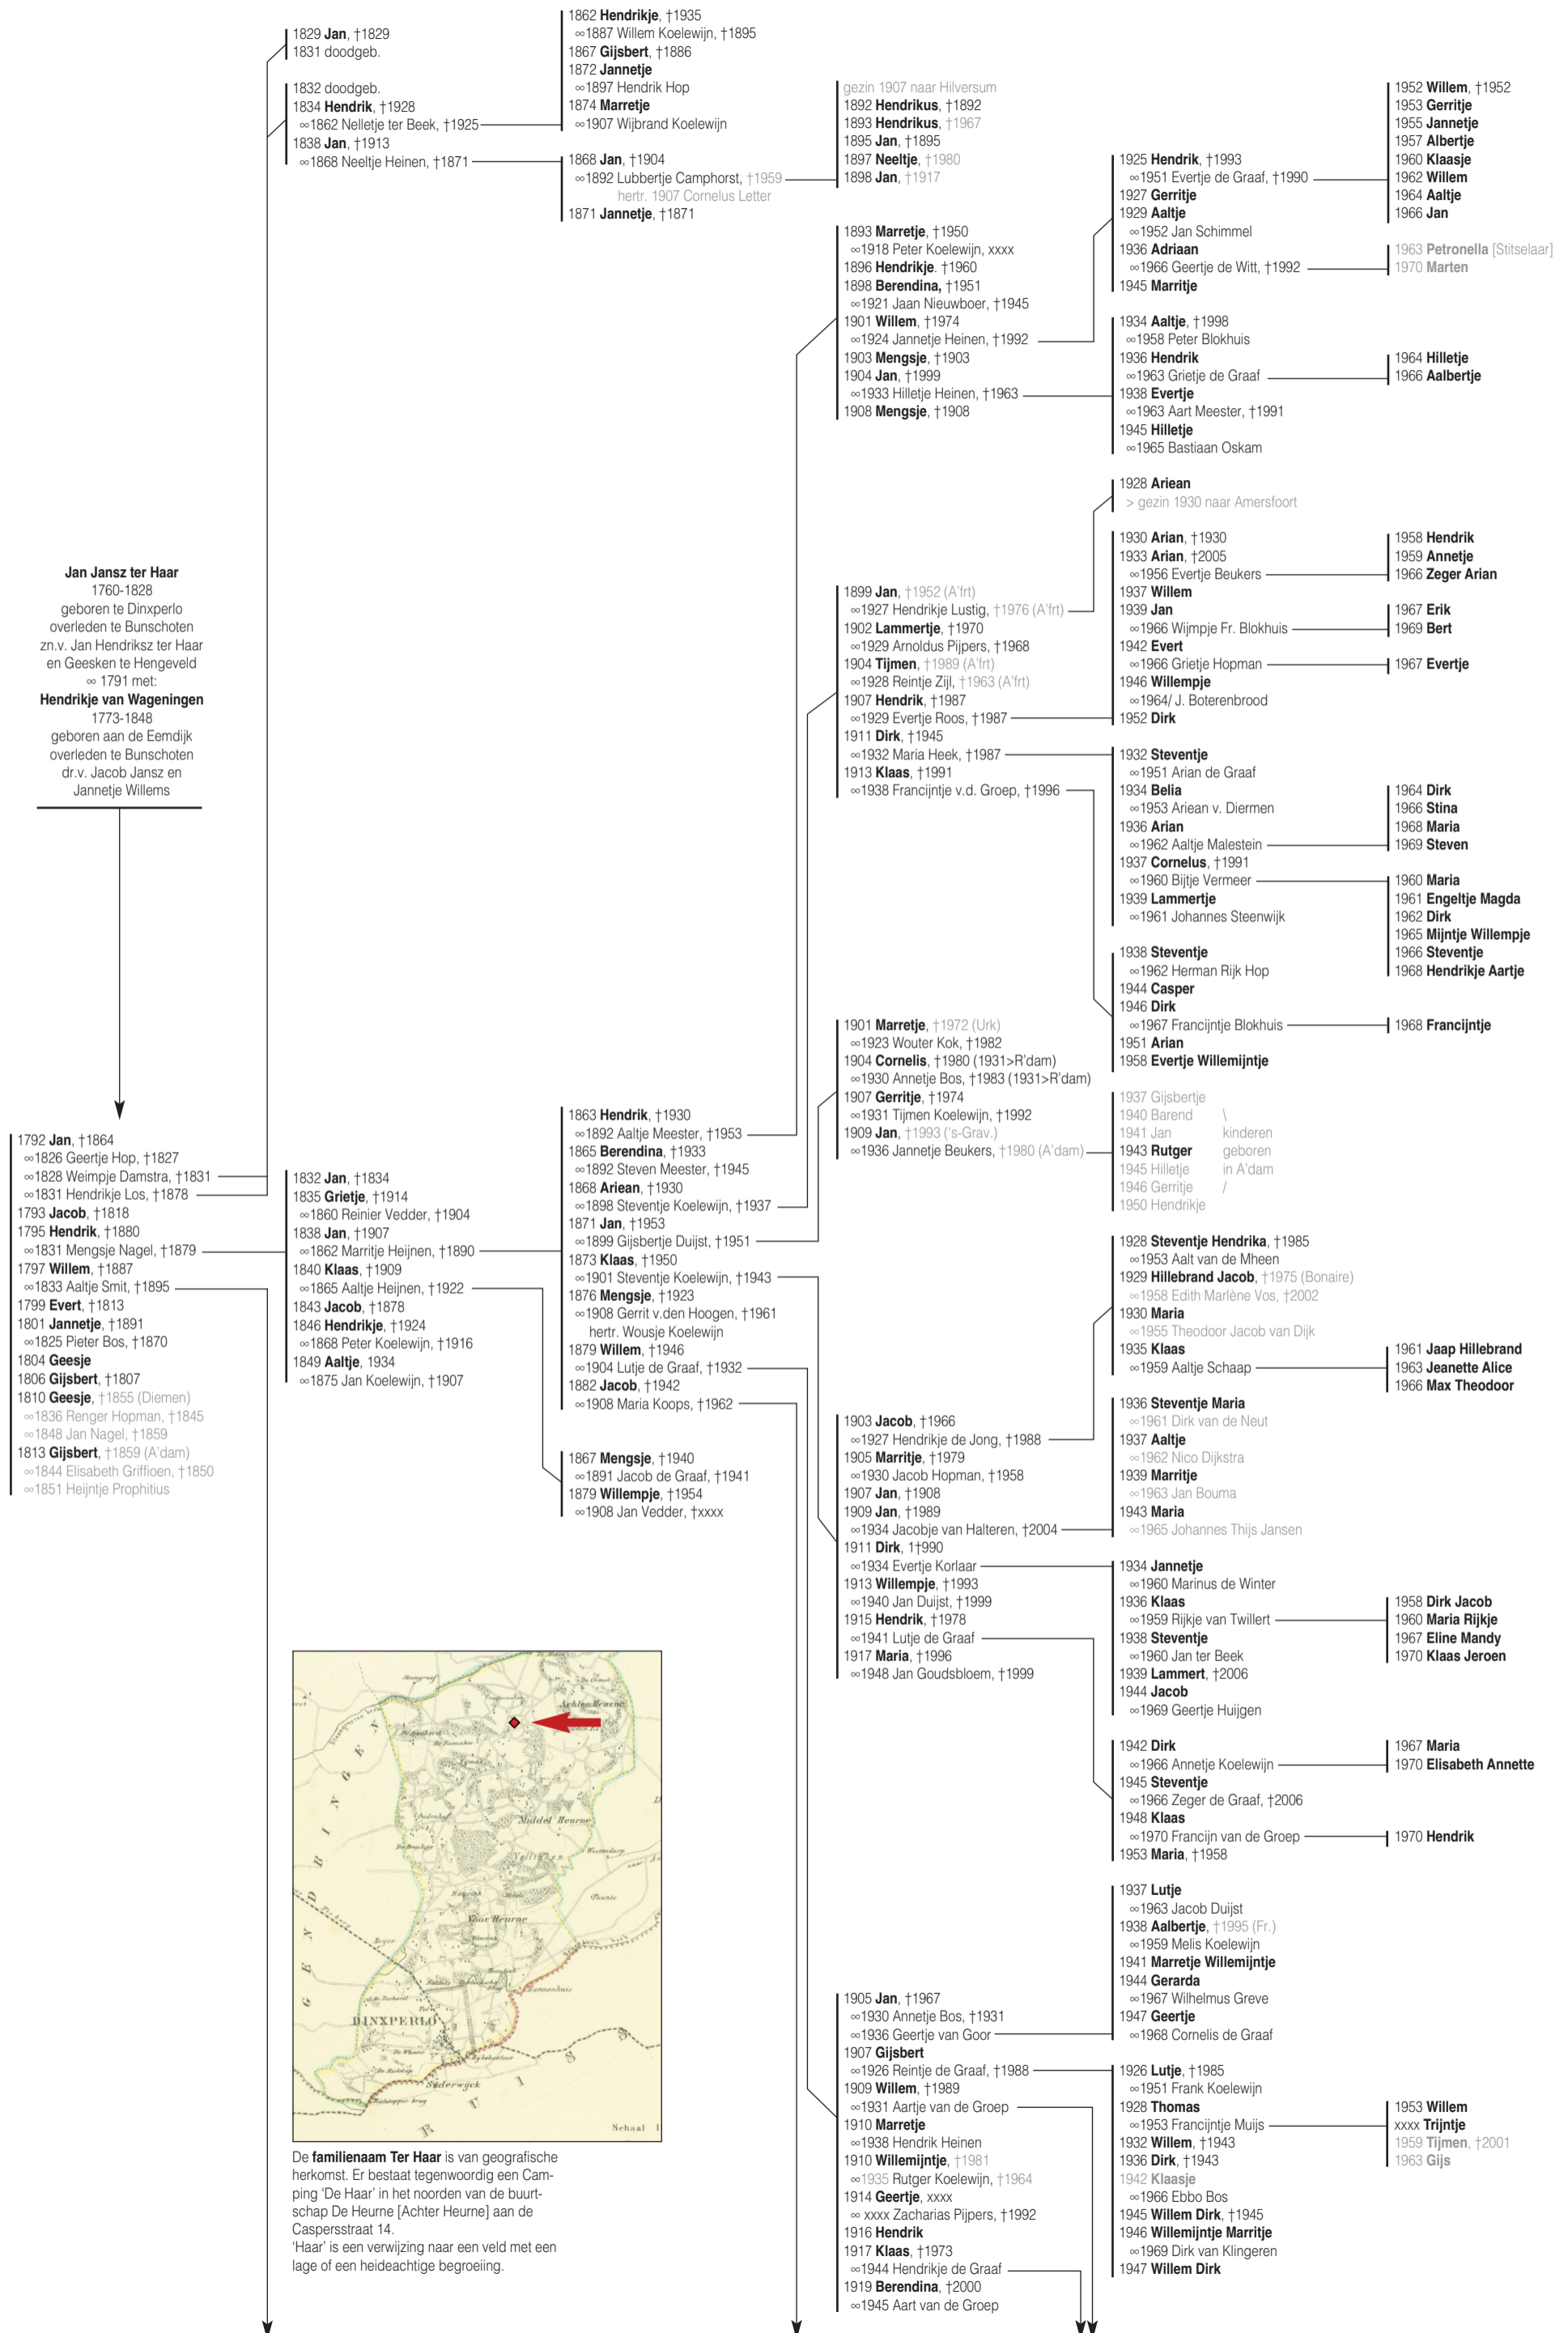 1829 Jan, †1829
1831 doodgeb.
1832 doodgeb.
1834 Hendrik, †1928
∞1862 Nelletje ter Beek, †1925
1838 Jan, †1913
∞1868 Neeltje Heinen, †1871
1862 Hendrikje, †1935
∞1887 Willem Koelewijn, †1895
1867 Gijsbert, †1886
1872 Jannetje
∞1897 Hendrik Hop
1874 Marretje
∞1907 Wijbrand Koelewijn
1868 Jan, †1904
∞1892 Lubbertje Camphorst, †1959
hertr. 1907 Cornelus Letter
1871 Jannetje, †1871
gezin 1907 naar Hilversum
1892 Hendrikus, †1892
1893 Hendrikus, †1967
1895 Jan, †1895
1897 Neeltje, †1980
1898 Jan, †1917
1893 Marretje, †1950
∞1918 Peter Koelewijn, xxxx
1896 Hendrikje. †1960
1898 Berendina, †1951
∞1921 Jaan Nieuwboer, †1945
1901 Willem, †1974
∞1924 Jannetje Heinen, †1992
1903 Mengsje, †1903
1904 Jan, †1999
∞1933 Hilletje Heinen, †1963
1908 Mengsje, †1908
1925 Hendrik, †1993
∞1951 Evertje de Graaf, †1990
1927 Gerritje
1929 Aaltje
∞1952 Jan Schimmel
1936 Adriaan
∞1966 Geertje de Witt, †1992
1945 Marritje
1952 Willem, †1952
1953 Gerritje
1955 Jannetje
1957 Albertje
1960 Klaasje
1962 Willem
1964 Aaltje
1966 Jan
1963 Petronella [Stitselaar]
1970 Marten
1934 Aaltje, †1998
∞1958 Peter Blokhuis
1936 Hendrik
∞1963 Grietje de Graaf
1938 Evertje
∞1963 Aart Meester, †1991
1945 Hilletje
∞1965 Bastiaan Oskam
1964 Hilletje
1966 Aalbertje
1928 Ariean
> gezin 1930 naar Amersfoort
1930 Arian, †1930
1933 Arian, †2005
∞1956 Evertje Beukers
1937 Willem
1939 Jan
∞1966 Wijmpje Fr. Blokhuis
1942 Evert
∞1966 Grietje Hopman
1946 Willempje
∞1964/ J. Boterenbrood
1952 Dirk
1958 Hendrik
1959 Annetje
1966 Zeger Arian
1967 Erik
1969 Bert
1967 Evertje
Jan Jansz ter Haar
1760-1828
geboren te Dinxperlo
overleden te Bunschoten
zn.v. Jan Hendriksz ter Haar
en Geesken te Hengeveld
∞ 1791 met:
Hendrikje van Wageningen
1773-1848
geboren aan de Eemdijk
overleden te Bunschoten
dr.v. Jacob Jansz en
Jannetje Willems
1899 Jan, †1952 (A'frt)
∞1927 Hendrikje Lustig, †1976 (A'frt)
1902 Lammertje, †1970
∞1929 Arnoldus Pijpers, †1968
1904 Tijmen, †1989 (A'frt)
∞1928 Reintje Zijl, †1963 (A'frt)
1907 Hendrik, †1987
∞1929 Evertje Roos, †1987
1911 Dirk, †1945
∞1932 Maria Heek, †1987
1913 Klaas, †1991
∞1938 Francijntje v.d. Groep, †1996
1932 Steventje
∞1951 Arian de Graaf
1934 Belia
∞1953 Ariean v. Diermen
1936 Arian
∞1962 Aaltje Malestein
1937 Cornelus, †1991
∞1960 Bijtje Vermeer
1939 Lammertje
∞1961 Johannes Steenwijk
1964 Dirk
1966 Stina
1968 Maria
1969 Steven
1960 Maria
1961 Engeltje Magda
1962 Dirk
1965 Mijntje Willempje
1966 Steventje
1968 Hendrikje Aartje
1938 Steventje
∞1962 Herman Rijk Hop
1944 Casper
1946 Dirk
∞1967 Francijntje Blokhuis
1951 Arian
1958 Evertje Willemijntje
1968 Francijntje
1901 Marretje, †1972 (Urk)
∞1923 Wouter Kok, †1982
1904 Cornelis, †1980 (1931>R'dam)
∞1930 Annetje Bos, †1983 (1931>R'dam)
1907 Gerritje, †1974
∞1931 Tijmen Koelewijn, †1992
1909 Jan, †1993 ('s-Grav.)
∞1936 Jannetje Beukers, †1980 (A'dam)
1937 Gijsbertje
1940 Barend \
1941 Jan kinderen
1943 Rutger geboren
1945 Hilletje in A'dam
1946 Gerritje /
1950 Hendrikje
1792 Jan, †1864
∞1826 Geertje Hop, †1827
∞1828 Weimpje Damstra, †1831
∞1831 Hendrikje Los, †1878
1793 Jacob, †1818
1795 Hendrik, †1880
∞1831 Mengsje Nagel, †1879
1797 Willem, †1887
∞1833 Aaltje Smit, †1895
1799 Evert, †1813
1801 Jannetje, †1891
∞1825 Pieter Bos, †1870
1804 Geesje
1806 Gijsbert, †1807
1810 Geesje, †1855 (Diemen)
∞1836 Renger Hopman, †1845
∞1848 Jan Nagel, †1859
1813 Gijsbert, †1859 (A'dam)
∞1844 Elisabeth Griffioen, †1850
∞1851 Heijntje Prophitius
1832 Jan, †1834
1835 Grietje, †1914
∞1860 Reinier Vedder, †1904
1838 Jan, †1907
∞1862 Marritje Heijnen, †1890
1840 Klaas, †1909
∞1865 Aaltje Heijnen, †1922
1843 Jacob, †1878
1846 Hendrikje, †1924
∞1868 Peter Koelewijn, †1916
1849 Aaltje, 1934
∞1875 Jan Koelewijn, †1907
1863 Hendrik, †1930
∞1892 Aaltje Meester, †1953
1865 Berendina, †1933
∞1892 Steven Meester, †1945
1868 Ariean, †1930
∞1898 Steventje Koelewijn, †1937
1871 Jan, †1953
∞1899 Gijsbertje Duijst, †1951
1873 Klaas, †1950
∞1901 Steventje Koelewijn, †1943
1876 Mengsje, †1923
∞1908 Gerrit v.den Hoogen, †1961
hertr. Wousje Koelewijn
1879 Willem, †1946
∞1904 Lutje de Graaf, †1932
1882 Jacob, †1942
∞1908 Maria Koops, †1962
1867 Mengsje, †1940
∞1891 Jacob de Graaf, †1941
1879 Willempje, †1954
∞1908 Jan Vedder, †xxxx
1928 Steventje Hendrika, †1985
∞1953 Aalt van de Mheen
1929 Hillebrand Jacob, †1975 (Bonaire)
∞1958 Edith Marlène Vos, †2002
1930 Maria
∞1955 Theodoor Jacob van Dijk
1935 Klaas
∞1959 Aaltje Schaap
1961 Jaap Hillebrand
1963 Jeanette Alice
1966 Max Theodoor
1936 Steventje Maria
∞1961 Dirk van de Neut
1937 Aaltje
∞1962 Nico Dijkstra
1939 Marritje
∞1963 Jan Bouma
1943 Maria
∞1965 Johannes Thijs Jansen
1903 Jacob, †1966
∞1927 Hendrikje de Jong, †1988
1905 Marritje, †1979
∞1930 Jacob Hopman, †1958
1907 Jan, †1908
1909 Jan, †1989
∞1934 Jacobje van Halteren, †2004
1911 Dirk, 1†990
∞1934 Evertje Korlaar
1913 Willempje, †1993
∞1940 Jan Duijst, †1999
1915 Hendrik, †1978
∞1941 Lutje de Graaf
1917 Maria, †1996
∞1948 Jan Goudsbloem, †1999
1934 Jannetje
∞1960 Marinus de Winter
1936 Klaas
∞1959 Rijkje van Twillert
1938 Steventje
∞1960 Jan ter Beek
1939 Lammert, †2006
1944 Jacob
∞1969 Geertje Huijgen
1958 Dirk Jacob
1960 Maria Rijkje
1967 Eline Mandy
1970 Klaas Jeroen
1942 Dirk
∞1966 Annetje Koelewijn
1945 Steventje
∞1966 Zeger de Graaf, †2006
1948 Klaas
∞1970 Francijn van de Groep
1953 Maria, †1958
1967 Maria
1970 Elisabeth Annette
1970 Hendrik
Achter Heurne
Middel Heurne
Voor Heurne
DINXPERLO
Suderwijck
GENDRINGEN
Schaal 1
De familienaam Ter Haar is van geografische
herkomst. Er bestaat tegenwoordig een Cam-
ping 'De Haar' in het noorden van de buurt-
schap De Heurne [Achter Heurne] aan de
Caspersstraat 14.
'Haar' is een verwijzing naar een veld met een
lage of een heideachtige begroeiing.
1937 Lutje
∞1963 Jacob Duijst
1938 Aalbertje, †1995 (Fr.)
∞1959 Melis Koelewijn
1941 Marretje Willemijntje
1944 Gerarda
∞1967 Wilhelmus Greve
1947 Geertje
∞1968 Cornelis de Graaf
1905 Jan, †1967
∞1930 Annetje Bos, †1931
∞1936 Geertje van Goor
1907 Gijsbert
∞1926 Reintje de Graaf, †1988
1909 Willem, †1989
∞1931 Aartje van de Groep
1910 Marretje
∞1938 Hendrik Heinen
1910 Willemijntje, †1981
∞1935 Rutger Koelewijn, †1964
1914 Geertje, xxxx
∞ xxxx Zacharias Pijpers, †1992
1916 Hendrik
1917 Klaas, †1973
∞1944 Hendrikje de Graaf
1919 Berendina, †2000
∞1945 Aart van de Groep
1926 Lutje, †1985
∞1951 Frank Koelewijn
1928 Thomas
∞1953 Francijntje Muijs
1932 Willem, †1943
1936 Dirk, †1943
1942 Klaasje
∞1966 Ebbo Bos
1945 Willem Dirk, †1945
1946 Willemijntje Marritje
∞1969 Dirk van Klingeren
1947 Willem Dirk
1953 Willem
xxxx Trijntje
1959 Tijmen, †2001
1963 Gijs